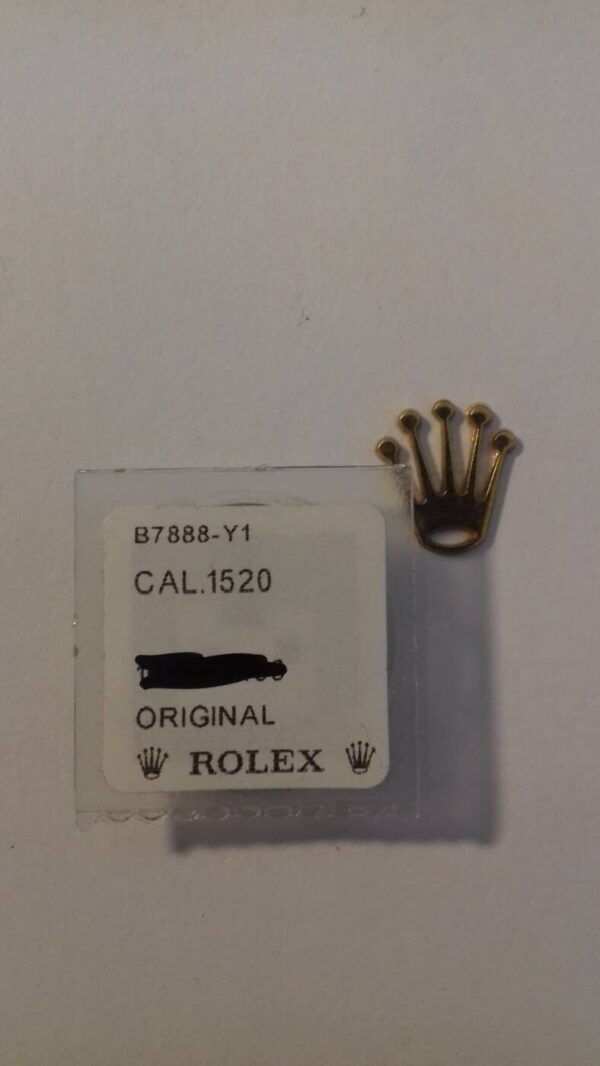 B7888-Y1
CAL.1520
ORIGINAL
ROLEX